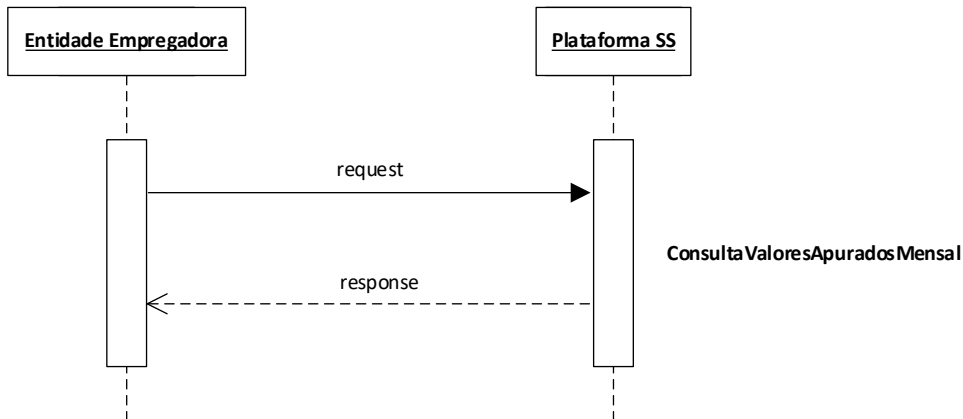 Entidade Empregadora
Plataforma SS
request
ConsultaValoresApuradosMensal
response